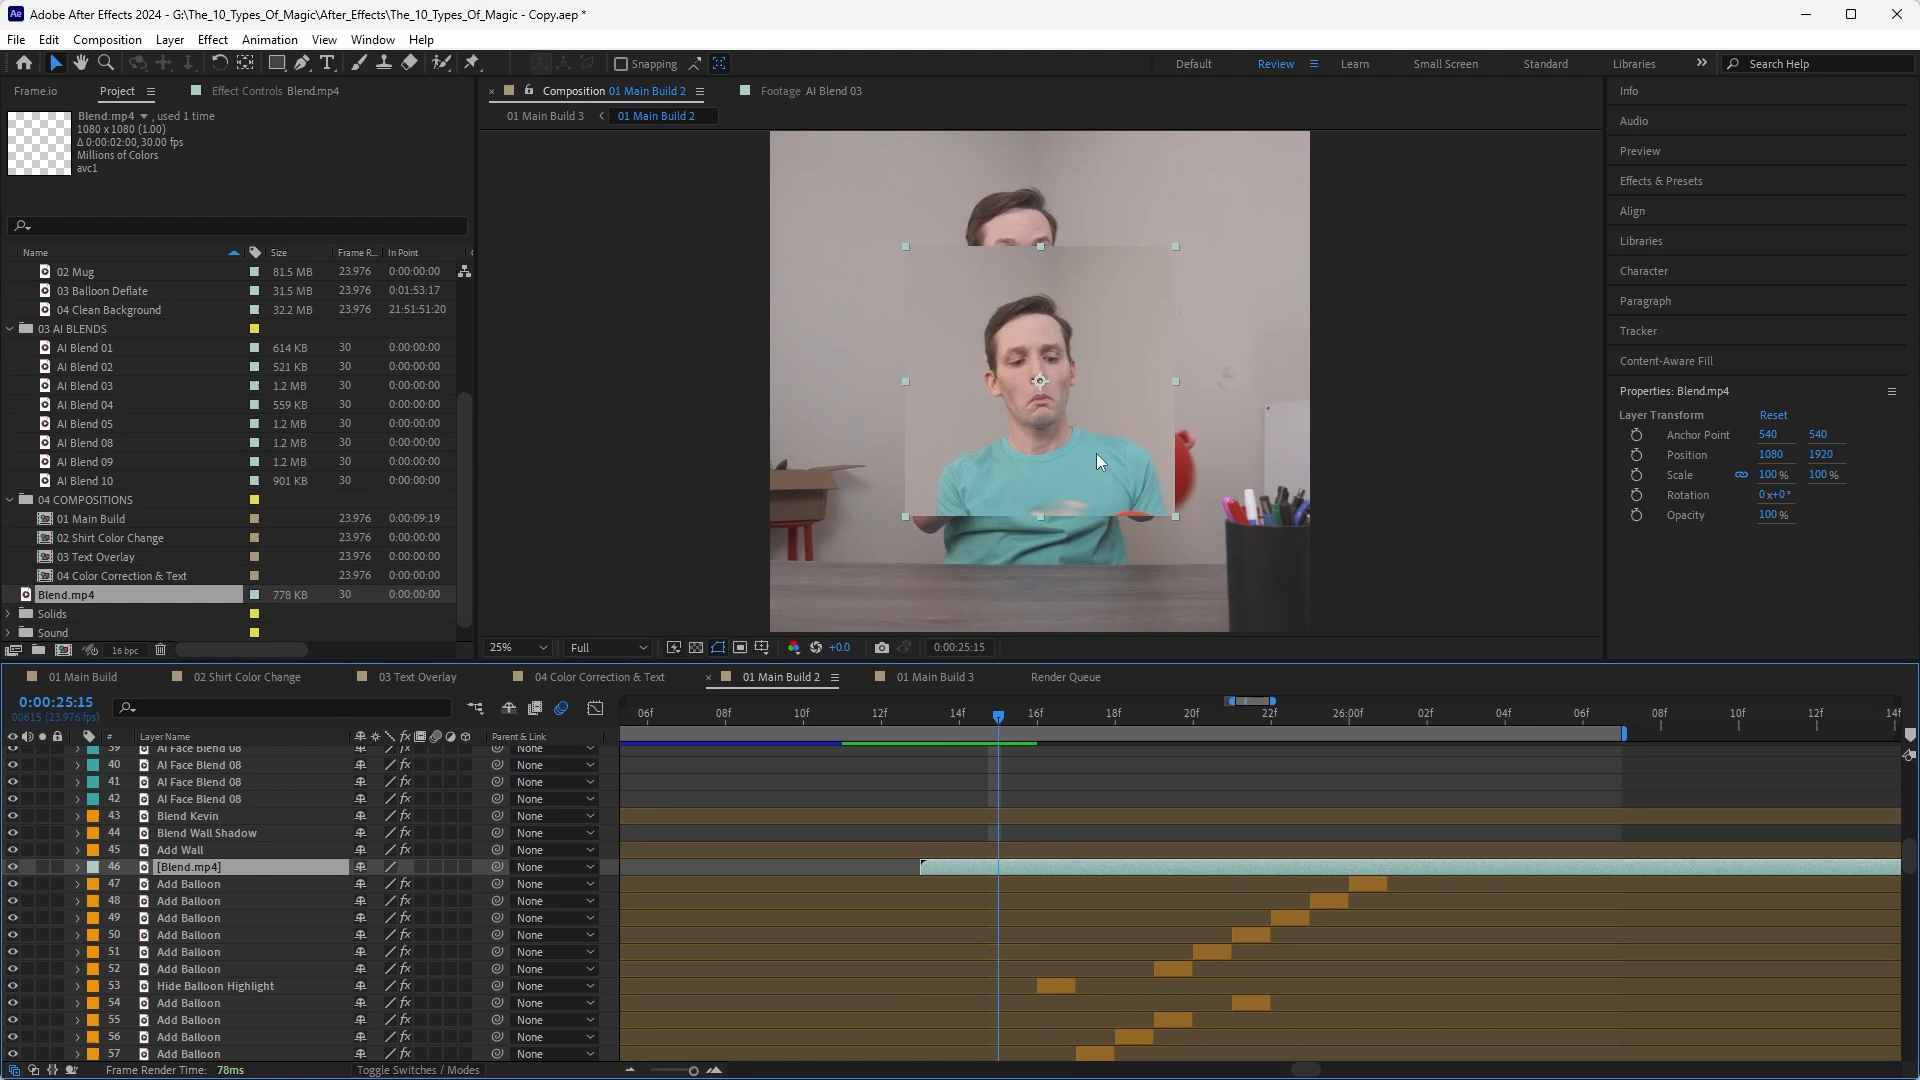 Adobe After Effects 2024 - G:\The_10_Types_Of_Magic\After_Effects\The_10_Types_Of_Magic - Copy.aep *
File Edit Composition Layer Effect Animation View Window Help
Snapping Default Review Learn Small Screen Standard Libraries Search Help
Frame.io Project Effect Controls Blend.mp4
Composition 01 Main Build 2 Footage AI Blend 03
01 Main Build 3 01 Main Build 2
Blend.mp4 , used 1 time
1080 x 1080 (1.00)
Δ 0:00:02:00, 30.00 fps
Millions of Colors
avc1
Name Size Frame R... In Point
02 Mug 81.5 MB 23.976 0:00:00:00
03 Balloon Deflate 31.5 MB 23.976 0:01:53:17
04 Clean Background 32.2 MB 23.976 21:51:51:20
03 AI BLENDS
AI Blend 01 614 KB 30 0:00:00:00
AI Blend 02 521 KB 30 0:00:00:00
AI Blend 03 1.2 MB 30 0:00:00:00
AI Blend 04 559 KB 30 0:00:00:00
AI Blend 05 1.2 MB 30 0:00:00:00
AI Blend 08 1.2 MB 30 0:00:00:00
AI Blend 09 1.2 MB 30 0:00:00:00
AI Blend 10 901 KB 30 0:00:00:00
04 COMPOSITIONS
01 Main Build 23.976 0:00:09:19
02 Shirt Color Change 23.976 0:00:00:00
03 Text Overlay 23.976 0:00:00:00
04 Color Correction & Text 23.976 0:00:00:00
Blend.mp4 778 KB 30 0:00:00:00
Solids
Sound
16 bpc
25% Full +0.0 0:00:25:15
Info
Audio
Preview
Effects & Presets
Align
Libraries
Character
Paragraph
Tracker
Content-Aware Fill
Properties: Blend.mp4
Layer Transform Reset
Anchor Point 540 540
Position 1080 1920
Scale 100 % 100 %
Rotation 0 x+0 °
Opacity 100 %
01 Main Build 02 Shirt Color Change 03 Text Overlay 04 Color Correction & Text 01 Main Build 2 01 Main Build 3 Render Queue
0:00:25:15
00615 (23.976 fps)
06f 08f 10f 12f 14f 16f 18f 20f 22f 26:00f 02f 04f 06f 08f 10f 12f 14f
# Layer Name Parent & Link
39 AI Face Blend 08 None
40 AI Face Blend 08 None
41 AI Face Blend 08 None
42 AI Face Blend 08 None
43 Blend Kevin None
44 Blend Wall Shadow None
45 Add Wall None
46 [Blend.mp4] None
47 Add Balloon None
48 Add Balloon None
49 Add Balloon None
50 Add Balloon None
51 Add Balloon None
52 Add Balloon None
53 Hide Balloon Highlight None
54 Add Balloon None
55 Add Balloon None
56 Add Balloon None
57 Add Balloon None
Frame Render Time: 78ms Toggle Switches / Modes